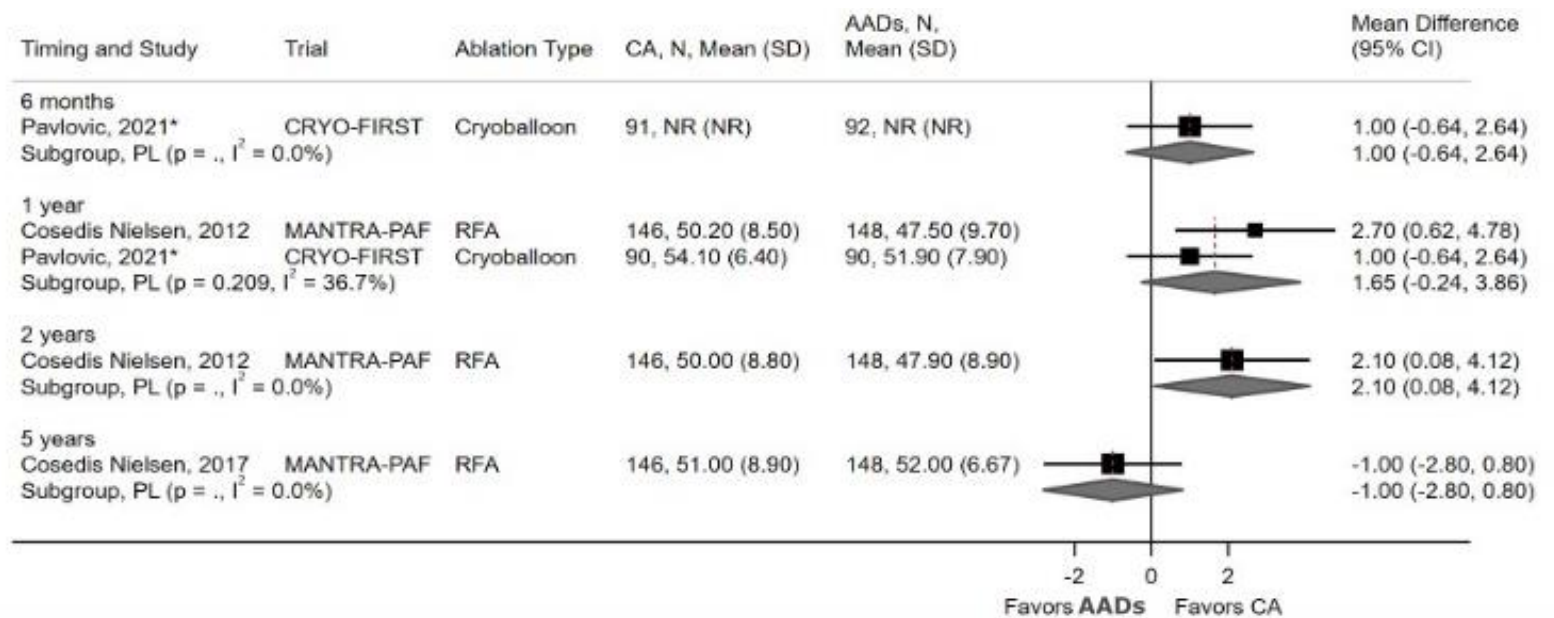 Timing and Study Trial Ablation Type CA, N, Mean (SD) AADs, N, Mean (SD) Mean Difference (95% CI)
6 months
Pavlovic, 2021* CRYO-FIRST Cryoballoon 91, NR (NR) 92, NR (NR) 1.00 (-0.64, 2.64)
Subgroup, PL (p = ., I² = 0.0%) 1.00 (-0.64, 2.64)
1 year
Cosedis Nielsen, 2012 MANTRA-PAF RFA 146, 50.20 (8.50) 148, 47.50 (9.70) 2.70 (0.62, 4.78)
Pavlovic, 2021* CRYO-FIRST Cryoballoon 90, 54.10 (6.40) 90, 51.90 (7.90) 1.00 (-0.64, 2.64)
Subgroup, PL (p = 0.209, I² = 36.7%) 1.65 (-0.24, 3.86)
2 years
Cosedis Nielsen, 2012 MANTRA-PAF RFA 146, 50.00 (8.80) 148, 47.90 (8.90) 2.10 (0.08, 4.12)
Subgroup, PL (p = ., I² = 0.0%) 2.10 (0.08, 4.12)
5 years
Cosedis Nielsen, 2017 MANTRA-PAF RFA 146, 51.00 (8.90) 148, 52.00 (6.67) -1.00 (-2.80, 0.80)
Subgroup, PL (p = ., I² = 0.0%) -1.00 (-2.80, 0.80)
-2 0 2
Favors AADs Favors CA